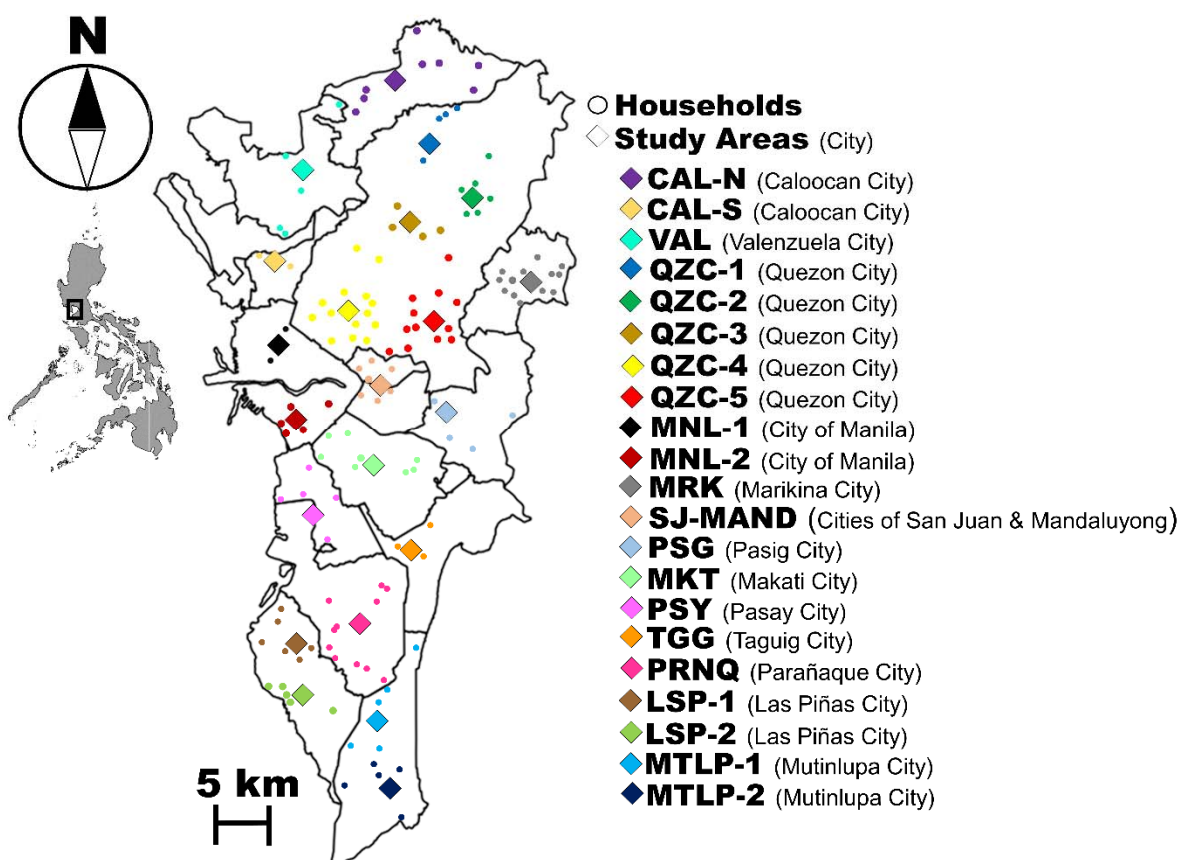 N
Households
Study Areas (City)
CAL-N (Caloocan City)
CAL-S (Caloocan City)
VAL (Valenzuela City)
QZC-1 (Quezon City)
QZC-2 (Quezon City)
QZC-3 (Quezon City)
QZC-4 (Quezon City)
QZC-5 (Quezon City)
MNL-1 (City of Manila)
MNL-2 (City of Manila)
MRK (Marikina City)
SJ-MAND (Cities of San Juan & Mandaluyong)
PSG (Pasig City)
MKT (Makati City)
PSY (Pasay City)
TGG (Taguig City)
PRNQ (Parañaque City)
LSP-1 (Las Piñas City)
LSP-2 (Las Piñas City)
MTLP-1 (Mutinlupa City)
MTLP-2 (Mutinlupa City)
5 km